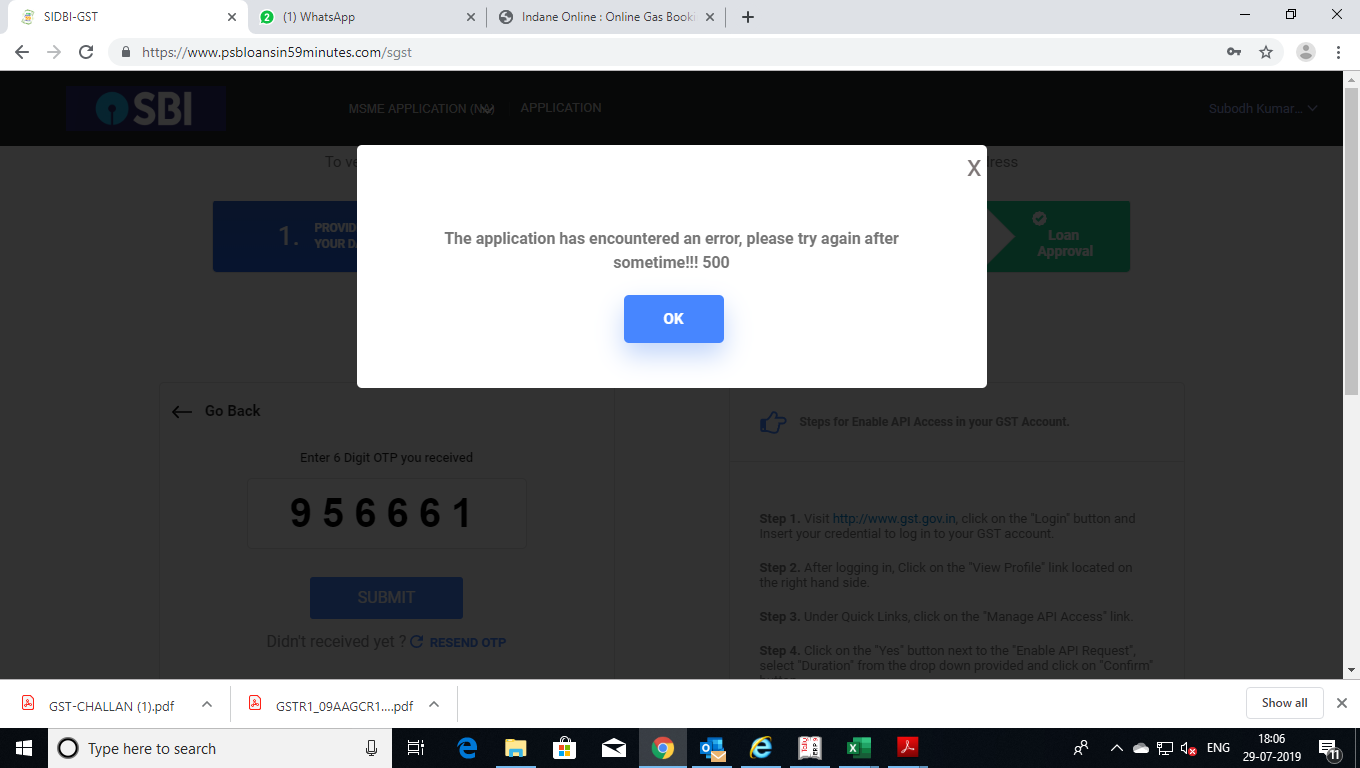 SIDBI-GST
(1) WhatsApp
Indane Online : Online Gas Booki
https://www.psbloansin59minutes.com/sgst
SBI
MSME APPLICATION (NW)
APPLICATION
Subodh Kumar...
To ve
dress
X
1.
PROVID
YOUR DA
The application has encountered an error, please try again after
sometime!!! 500
OK
Loan
Approval
Go Back
Enter 6 Digit OTP you received
9 5 6 6 6 1
SUBMIT
Didn't received yet ? RESEND OTP
Steps for Enable API Access in your GST Account.
Step 1. Visit http://www.gst.gov.in, click on the "Login" button and
Insert your credential to log in to your GST account.
Step 2. After logging in, Click on the "View Profile" link located on
the right hand side.
Step 3. Under Quick Links, click on the "Manage API Access" link.
Step 4. Click on the "Yes" button next to the "Enable API Request",
select "Duration" from the drop down provided and click on "Confirm"
GST-CHALLAN (1).pdf
GSTR1_09AAGCR1....pdf
Show all
Type here to search
ENG
18:06
29-07-2019
11